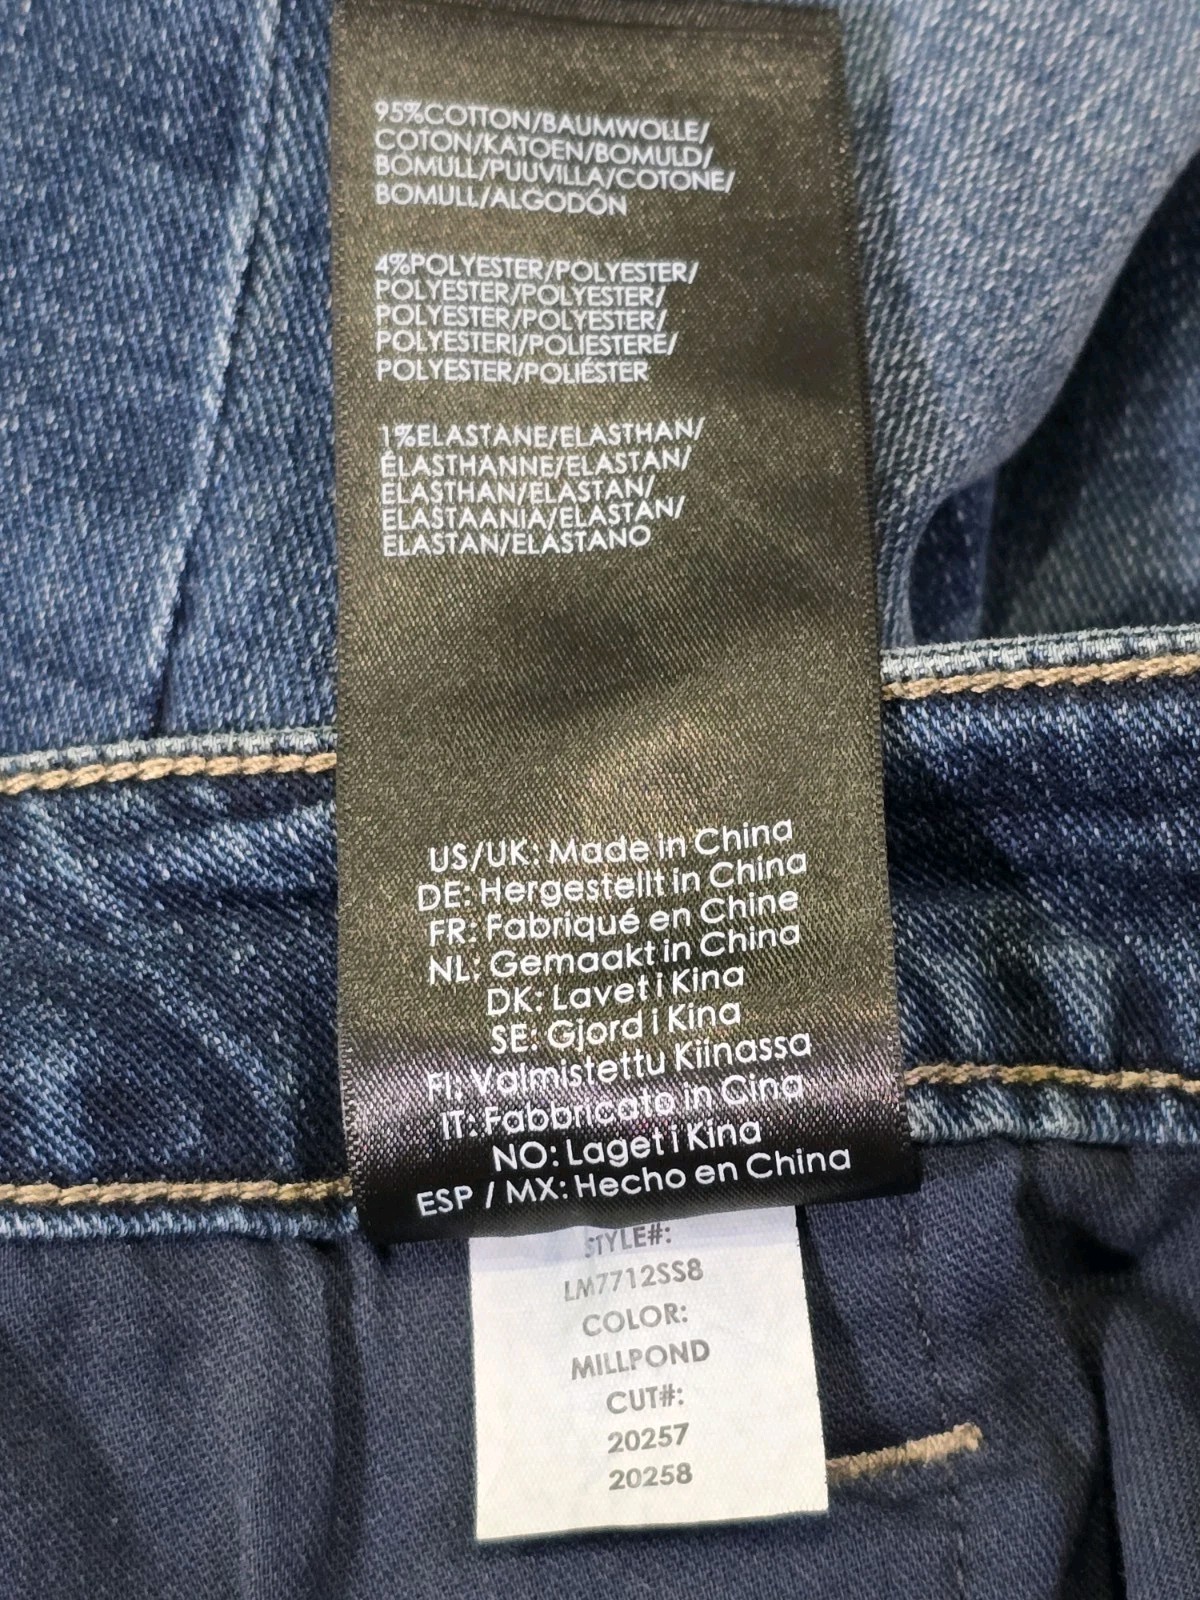 95%COTTON/BAUMWOLLE/
COTON/KATOEN/BOMULD/
BOMULL/PUUVILLA/COTONE/
BOMULL/ALGODÓN
4%POLYESTER/POLYESTER/
POLYESTER/POLYESTER/
POLYESTER/POLYESTER/
POLYESTERI/POLIESTERE/
POLYESTER/POLIÉSTER
1%ELASTANE/ELASTHAN/
ÉLASTHANNE/ELASTAN/
ELASTHAN/ELASTAN/
ELASTAANIA/ELASTAN/
ELASTAN/ELASTANO
US/UK: Made in China
DE: Hergestellt in China
FR: Fabriqué en Chine
NL: Gemaakt in China
DK: Lavet i Kina
SE: Gjord i Kina
FI: Valmistettu Kiinassa
IT: Fabbricato in Cina
NO: Laget i Kina
ESP / MX: Hecho en China
STYLE#:
LM7712SS8
COLOR:
MILLPOND
CUT#:
20257
20258